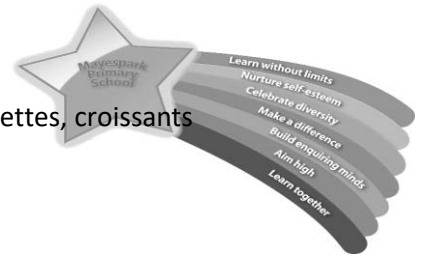 Mayespark
Primary
School
Learn without limits
Nurture self-esteem
Celebrate diversity
Make a difference
Build enquiring minds
Aim high
Learn together
ettes, croissants